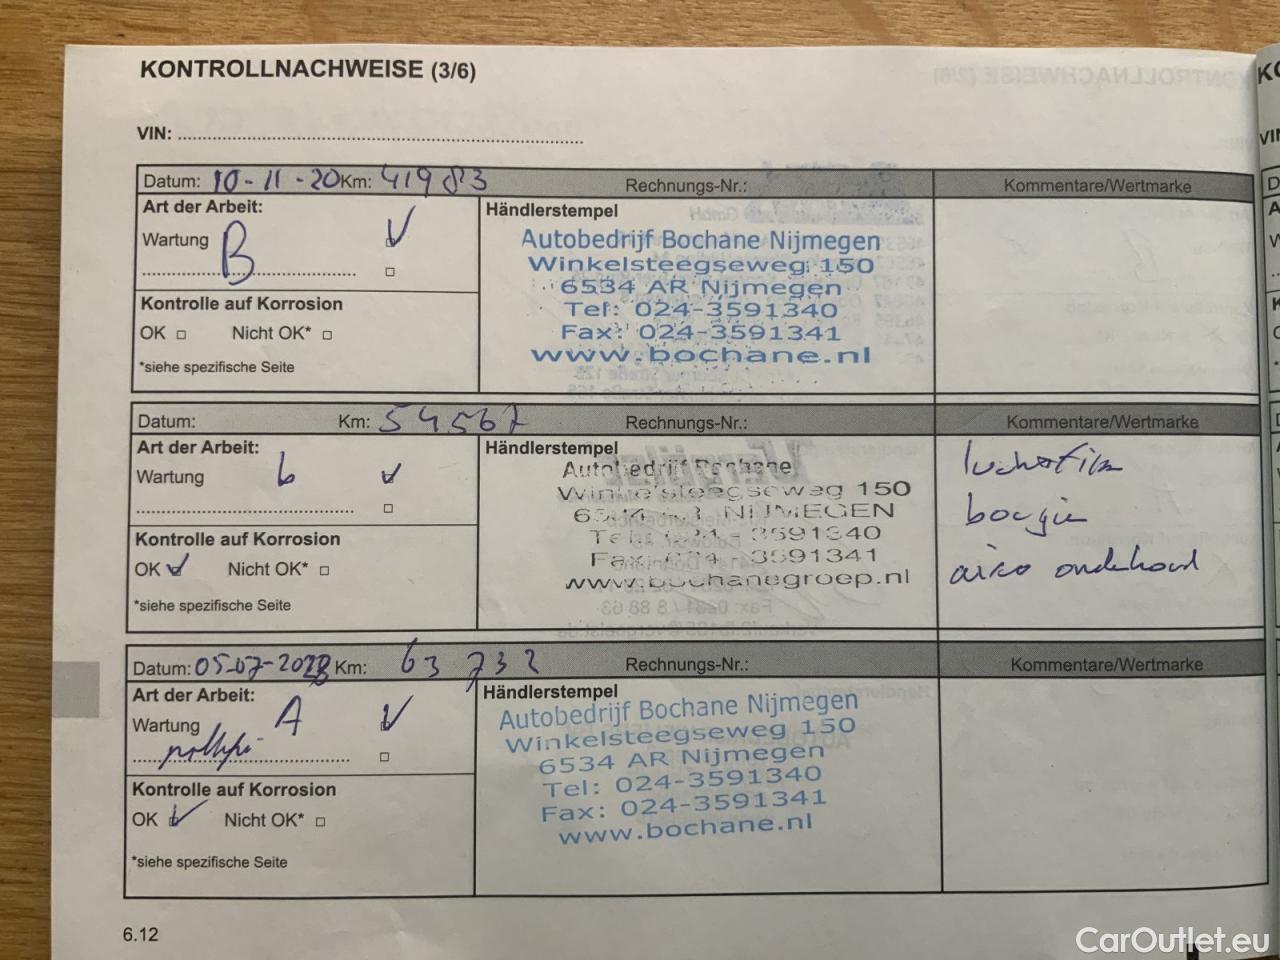 KONTROLLNACHWEISE (3/6)
VIN:
Datum: 10-11-20 Km: 41983 Rechnungs-Nr.: Kommentare/Wertmarke
Art der Arbeit:
Wartung B
Kontrolle auf Korrosion
OK Nicht OK*
*siehe spezifische Seite
Händlerstempel
Autobedrijf Bochane Nijmegen
Winkelsteegseweg 150
6534 AR Nijmegen
Tel: 024-3591340
Fax: 024-3591341
www.bochane.nl
Datum: Km: 54567 Rechnungs-Nr.: Kommentare/Wertmarke
Art der Arbeit:
Wartung b
Kontrolle auf Korrosion
OK Nicht OK*
*siehe spezifische Seite
Händlerstempel
Autobedrijf Bochane
Winkelsteegseweg 150
NIJMEGEN
3591340
3591341
www.bochanegroep.nl
luchtfilter
bougie
airco onderhoud
Datum: 05-07-2023 Km: 63 732 Rechnungs-Nr.: Kommentare/Wertmarke
Art der Arbeit:
Wartung A
Kontrolle auf Korrosion
OK Nicht OK*
*siehe spezifische Seite
Händlerstempel
Autobedrijf Bochane Nijmegen
Winkelsteegseweg 150
6534 AR Nijmegen
Tel: 024-3591340
Fax: 024-3591341
www.bochane.nl
6.12
CarOutlet.eu